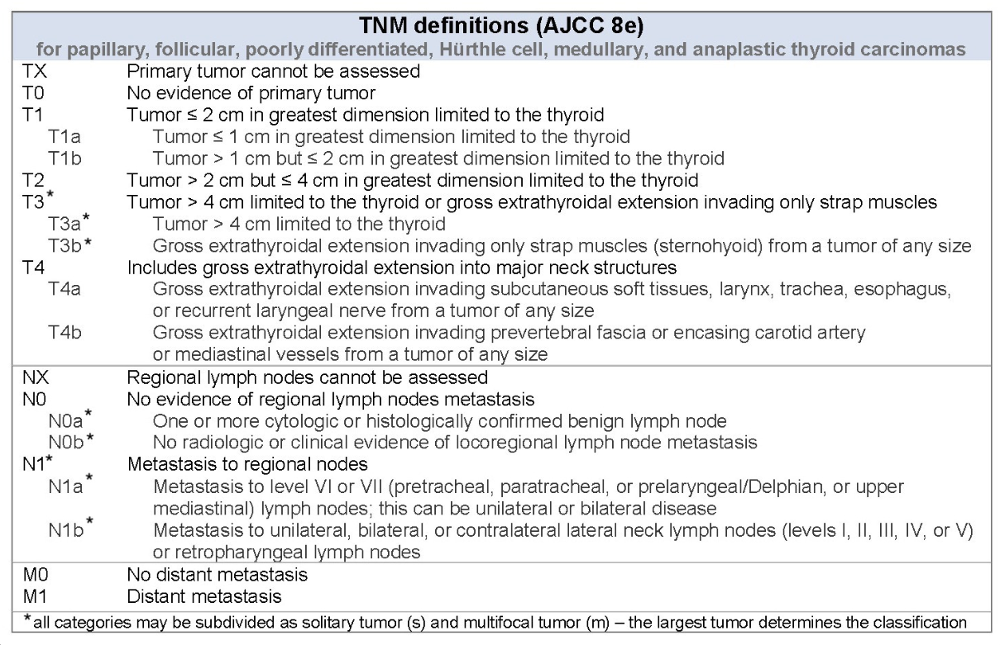 TNM definitions (AJCC 8e)
for papillary, follicular, poorly differentiated, Hürthle cell, medullary, and anaplastic thyroid carcinomas
TX Primary tumor cannot be assessed
T0 No evidence of primary tumor
T1 Tumor ≤ 2 cm in greatest dimension limited to the thyroid
T1a Tumor ≤ 1 cm in greatest dimension limited to the thyroid
T1b Tumor > 1 cm but ≤ 2 cm in greatest dimension limited to the thyroid
T2 Tumor > 2 cm but ≤ 4 cm in greatest dimension limited to the thyroid
T3* Tumor > 4 cm limited to the thyroid or gross extrathyroidal extension invading only strap muscles
T3a* Tumor > 4 cm limited to the thyroid
T3b* Gross extrathyroidal extension invading only strap muscles (sternohyoid) from a tumor of any size
T4 Includes gross extrathyroidal extension into major neck structures
T4a Gross extrathyroidal extension invading subcutaneous soft tissues, larynx, trachea, esophagus,
or recurrent laryngeal nerve from a tumor of any size
T4b Gross extrathyroidal extension invading prevertebral fascia or encasing carotid artery
or mediastinal vessels from a tumor of any size
NX Regional lymph nodes cannot be assessed
N0 No evidence of regional lymph nodes metastasis
N0a* One or more cytologic or histologically confirmed benign lymph node
N0b* No radiologic or clinical evidence of locoregional lymph node metastasis
N1* Metastasis to regional nodes
N1a* Metastasis to level VI or VII (pretracheal, paratracheal, or prelaryngeal/Delphian, or upper
mediastinal) lymph nodes; this can be unilateral or bilateral disease
N1b* Metastasis to unilateral, bilateral, or contralateral lateral neck lymph nodes (levels I, II, III, IV, or V)
or retropharyngeal lymph nodes
M0 No distant metastasis
M1 Distant metastasis
* all categories may be subdivided as solitary tumor (s) and multifocal tumor (m) – the largest tumor determines the classification